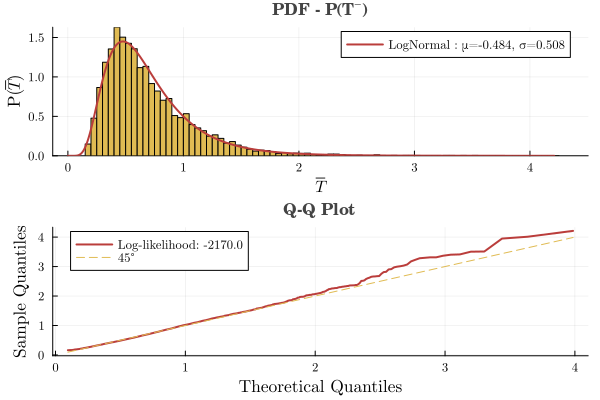 PDF - P(T⁻)
P(T̅)
1.5
1.0
0.5
0.0
LogNormal : μ=-0.484, σ=0.508
0 1 2 3 4
T̅
Q-Q Plot
Sample Quantiles
4
3
2
1
0
Log-likelihood: -2170.0
45°
0 1 2 3 4
Theoretical Quantiles